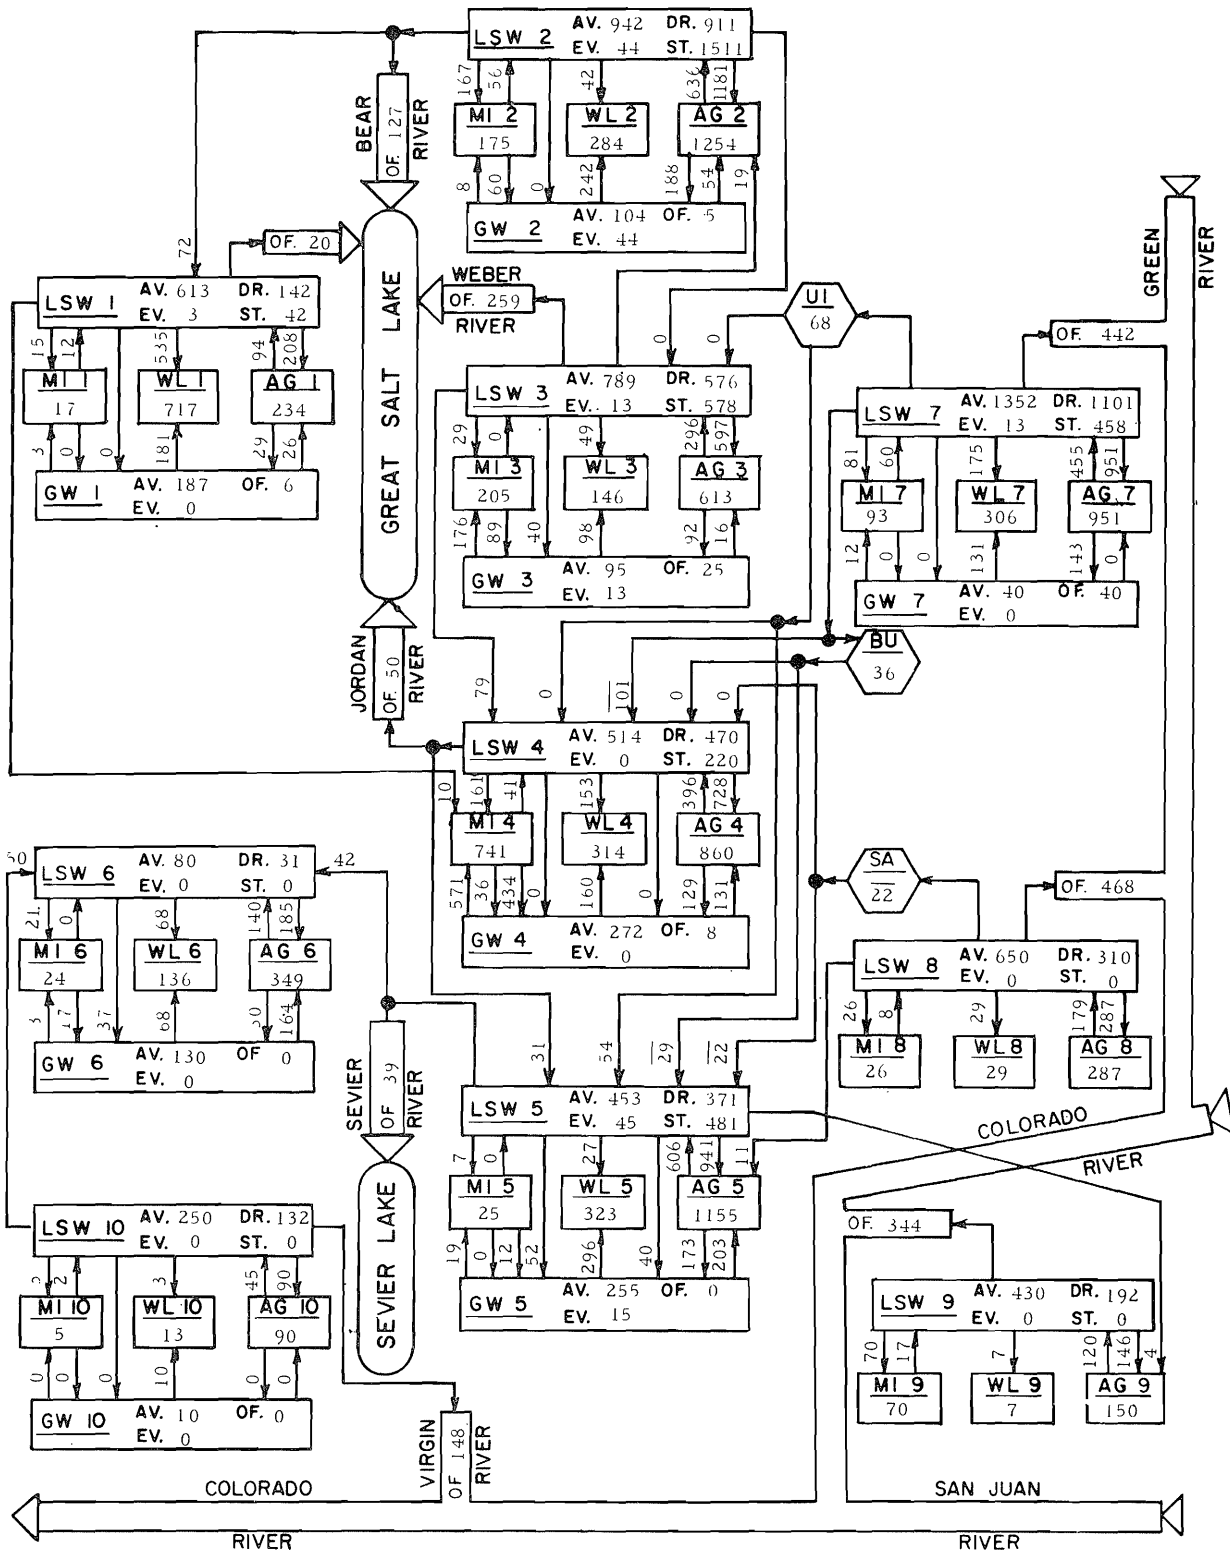 LSW 2 AV. 942 DR. 911
EV. 44 ST. 1511
167 56 42 636 1181
MI 2 WL 2 AG 2
175 284 1254
8 60 0 242 188 54 19
GW 2 AV. 104 OF. 5
EV. 44
BEAR
OF. 127
RIVER
72
OF. 20
LSW 1 AV. 613 DR. 142
EV. 3 ST. 42
15 12 535 94 208
MI 1 WL 1 AG 1
17 717 234
3 0 0 181 29 26
GW 1 AV. 187 OF. 6
EV. 0
GREAT SALT LAKE
WEBER
OF. 259
RIVER
UI
68
0 0
GREEN
RIVER
OF. 442
LSW 3 AV. 789 DR. 576
EV. 13 ST. 578
29 0 49 296 597
MI 3 WL 3 AG 3
205 146 613
176 89 40 98 92 16
GW 3 AV. 95 OF. 25
EV. 13
LSW 7 AV. 1352 DR. 1101
EV. 13 ST. 458
81 60 175 455 951
MI 7 WL 7 AG 7
93 306 951
12 0 0 131 143 0
GW 7 AV. 40 OF. 40
EV. 0
BU
36
JORDAN
OF 50
RIVER
79 0 101 0 0
LSW 4 AV. 514 DR. 470
EV. 0 ST. 220
10 161 41 153 396 728
MI 4 WL 4 AG 4
741 314 860
571 36 434 0 160 0 129 131
GW 4 AV. 272 OF. 8
EV. 0
50 42
LSW 6 AV. 80 DR. 31
EV. 0 ST. 0
21. 0 68 140 185
MI 6 WL 6 AG 6
24 136 349
3 17 37 68 164
GW 6 AV. 130 OF 0
EV. 0
SA
22
OF. 468
LSW 8 AV. 650 DR. 310
EV. 0 ST. 0
26 8 29 179 287
MI 8 WL 8 AG 8
26 29 287
SEVIER
OF 39
RIVER
SEVIER LAKE
31 54 29 22
LSW 5 AV. 453 DR. 371
EV. 45 ST. 481
7 0 27 606 941 11
MI 5 WL 5 AG 5
25 323 1155
19 0 12 52 296 40 173 203
GW 5 AV. 255 OF. 0
EV. 15
COLORADO
RIVER
OF. 344
LSW 9 AV. 430 DR. 192
EV. 0 ST. 0
70 17 7 120 146 4
MI 9 WL 9 AG 9
70 7 150
LSW 10 AV. 250 DR. 132
EV. 0 ST. 0
2 3 45 90
MI 10 WL 10 AG 10
5 13 90
0 0 0 10 0 0
GW 10 AV. 10 OF. 0
EV. 0
VIRGIN
OF 148
RIVER
COLORADO SAN JUAN
RIVER RIVER